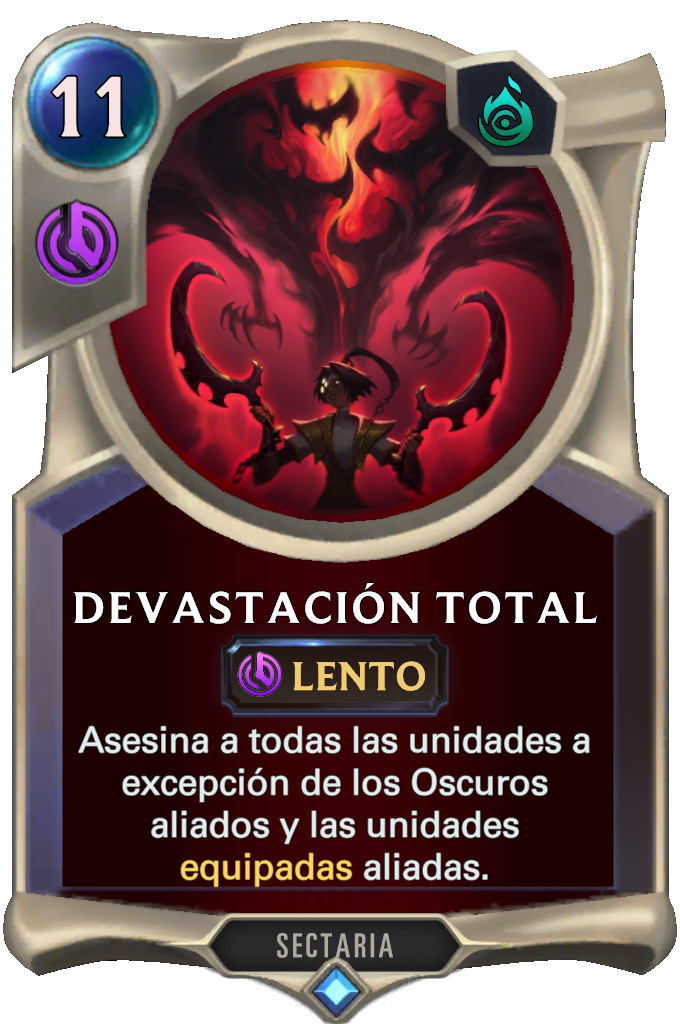 11
DEVASTACIÓN TOTAL
LENTO
Asesina a todas las unidades a
excepción de los Oscuros
aliados y las unidades
equipadas aliadas.
SECTARIA